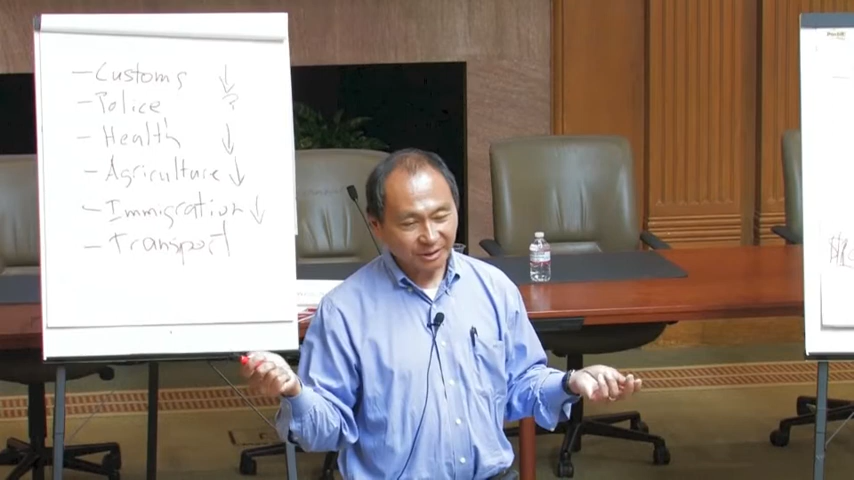 - Customs ↓
- Police ?
- Health ↓
- Agriculture ↓
- Immigration ↓
- Transport